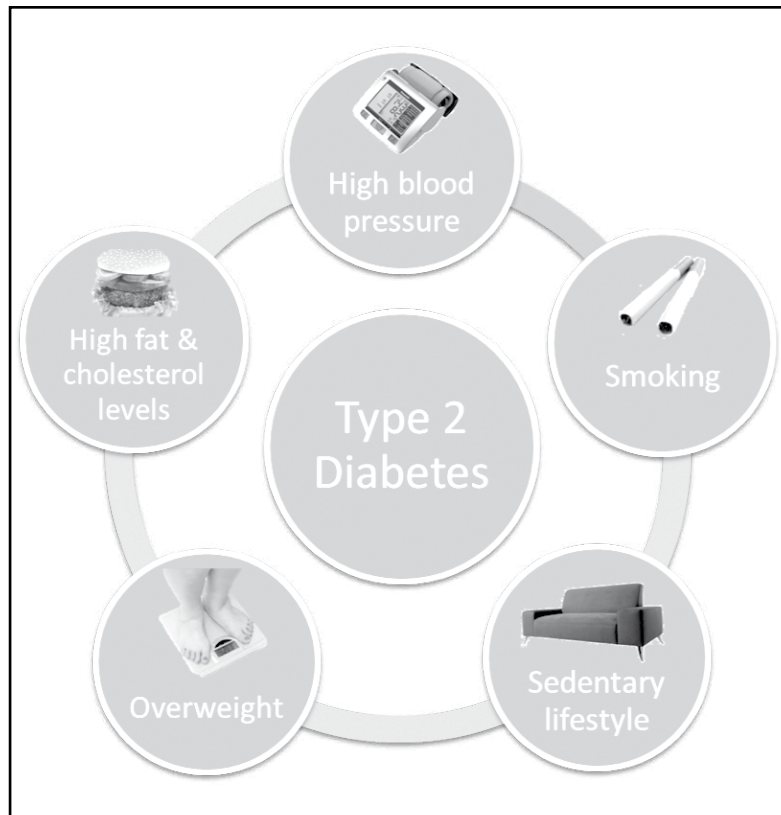 High blood
pressure
High fat &
cholesterol
levels
Smoking
Type 2
Diabetes
Overweight
Sedentary
lifestyle